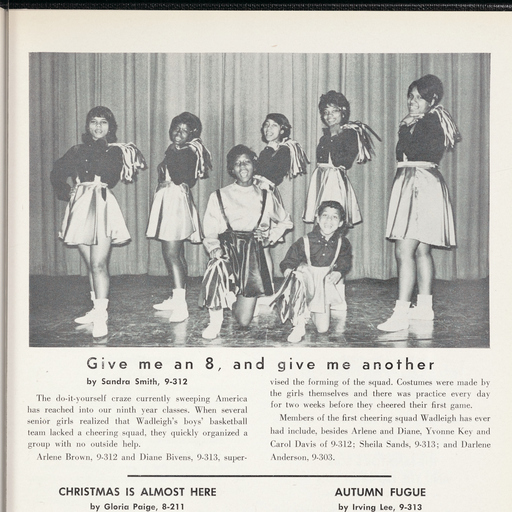 Give me an 8, and give me another
by Sandra Smith, 9-312
The do-it-yourself craze currently sweeping America
has reached into our ninth year classes. When several
senior girls realized that Wadleigh's boys' basketball
team lacked a cheering squad, they quickly organized a
group with no outside help.
Arlene Brown, 9-312 and Diane Bivens, 9-313, super-
vised the forming of the squad. Costumes were made by
the girls themselves and there was practice every day
for two weeks before they cheered their first game.
Members of the first cheering squad Wadleigh has ever
had include, besides Arlene and Diane, Yvonne Key and
Carol Davis of 9-312; Sheila Sands, 9-313; and Darlene
Anderson, 9-303.
CHRISTMAS IS ALMOST HERE
by Gloria Paige, 8-211
AUTUMN FUGUE
by Irving Lee, 9-313